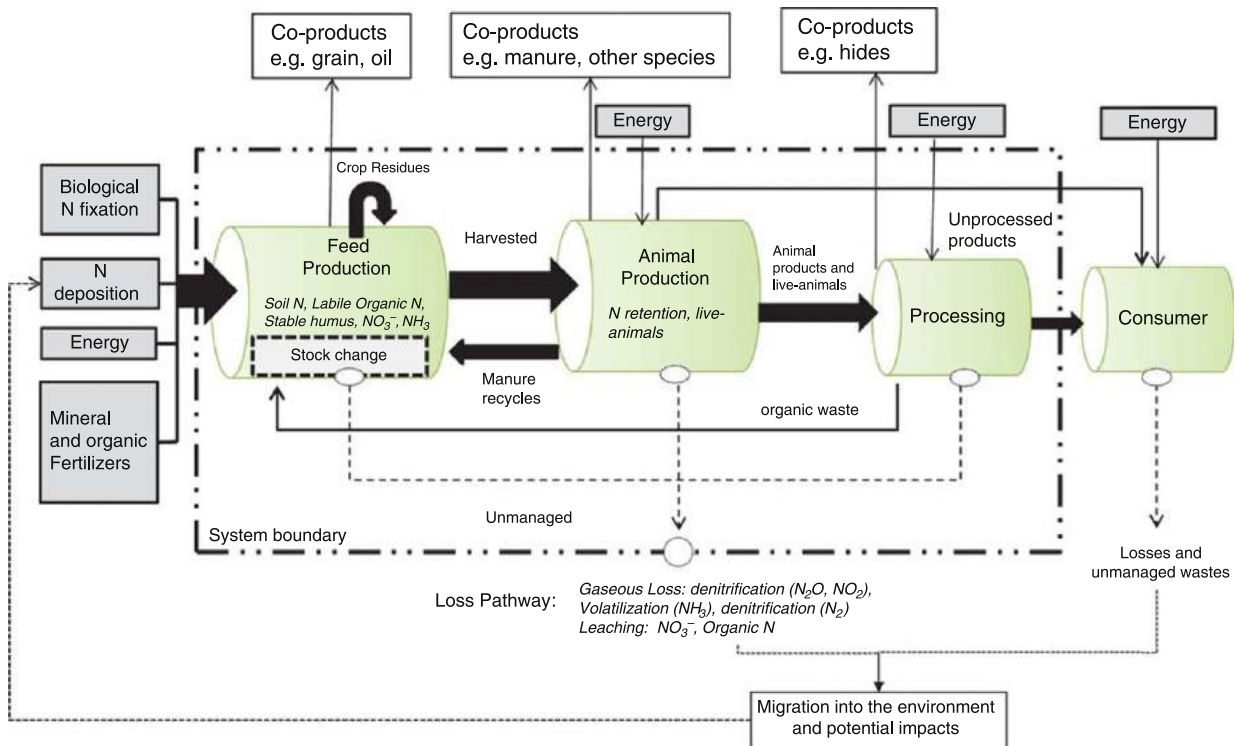 Co-products
e.g. grain, oil
Co-products
e.g. manure, other species
Co-products
e.g. hides
Energy
Energy
Energy
Biological
N fixation
N
deposition
Energy
Mineral
and organic
Fertilizers
Crop Residues
Feed
Production
Soil N, Labile Organic N,
Stable humus, NO₃⁻, NH₃
Stock change
Harvested
Manure
recycles
Animal
Production
N retention, live-
animals
Animal
products and
live-animals
Unprocessed
products
Processing
Consumer
organic waste
Unmanaged
System boundary
Losses and
unmanaged wastes
Loss Pathway:
Gaseous Loss: denitrification (N₂O, NO₂),
Volatilization (NH₃), denitrification (N₂)
Leaching: NO₃⁻, Organic N
Migration into the environment
and potential impacts